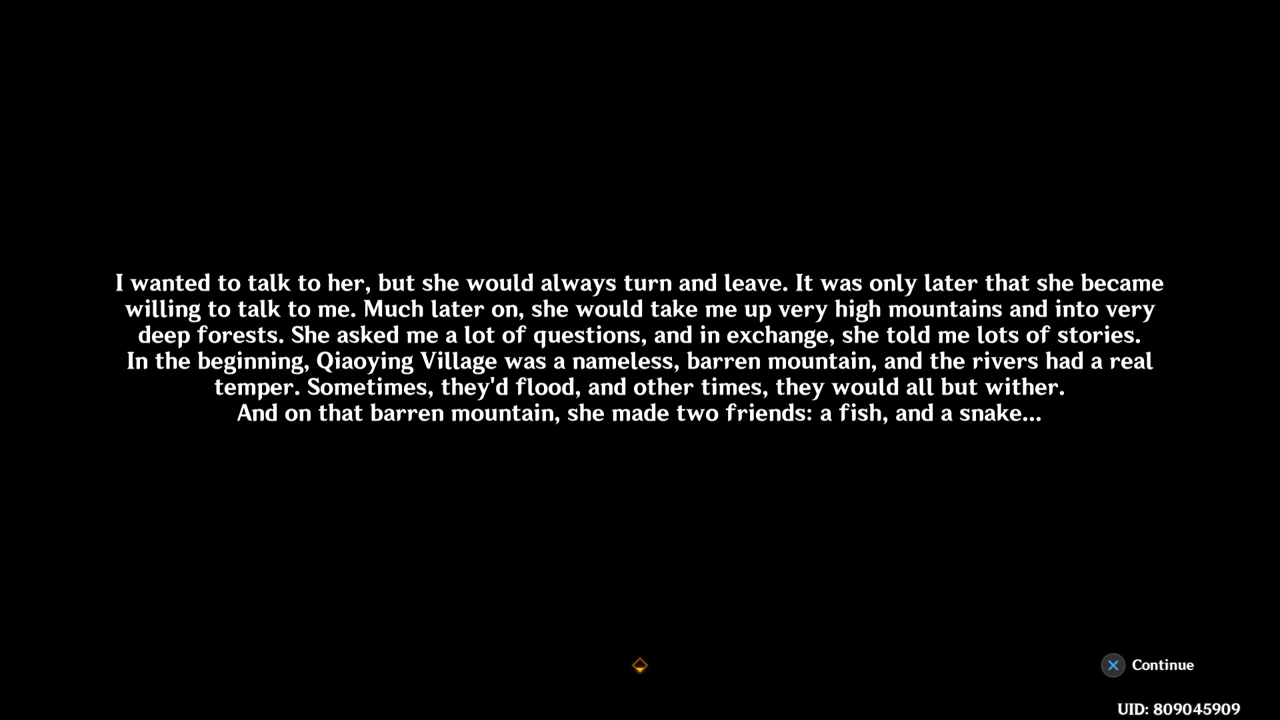 I wanted to talk to her, but she would always turn and leave. It was only later that she became
willing to talk to me. Much later on, she would take me up very high mountains and into very
deep forests. She asked me a lot of questions, and in exchange, she told me lots of stories.
In the beginning, Qiaoying Village was a nameless, barren mountain, and the rivers had a real
temper. Sometimes, they'd flood, and other times, they would all but wither.
And on that barren mountain, she made two friends: a fish, and a snake...
Continue
UID: 809045909